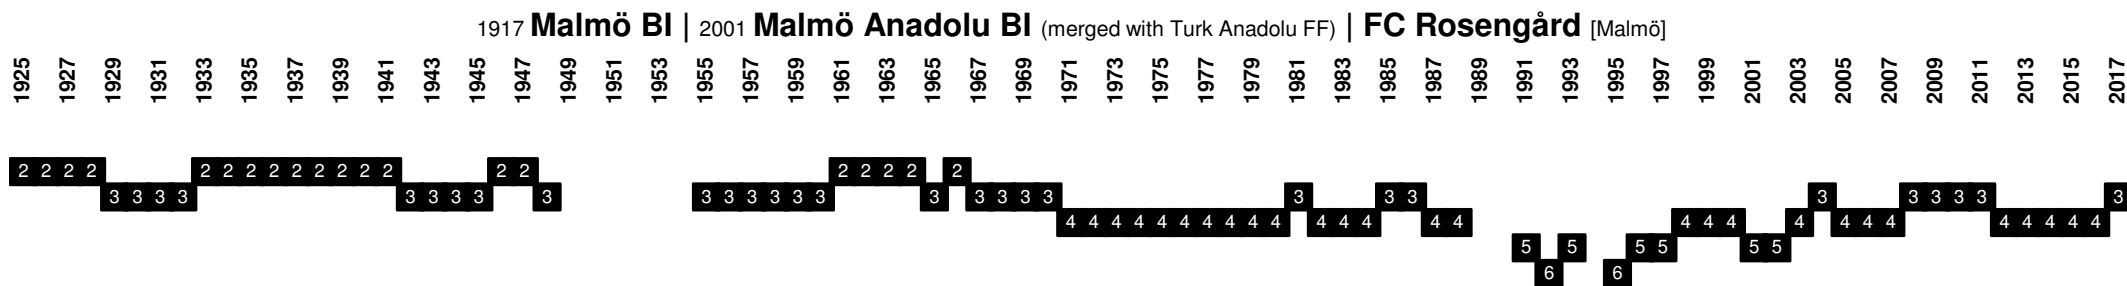 1917 Malmö BI | 2001 Malmö Anadolu BI (merged with Turk Anadolu FF) | FC Rosengård [Malmö]
1925 1927 1929 1931 1933 1935 1937 1939 1941 1943 1945 1947 1949 1951 1953 1955 1957 1959 1961 1963 1965 1967 1969 1971 1973 1975 1977 1979 1981 1983 1985 1987 1989 1991 1993 1995 1997 1999 2001 2003 2005 2007 2009 2011 2013 2015 2017
2 2 2 2 2 2 2 2 2 2 2 2 2 2 2 2 2 2 2 2
3 3 3 3 3 3 3 3 3 3 3 3 3 3 3 3 3 3 3 3 3 3 3 3 3 3 3 3 3
4 4 4 4 4 4 4 4 4 4 4 4 4 4 4 4 4 4 4 4 4 4 4 4 4 4 4
5 5 5 5 5 5
6 6